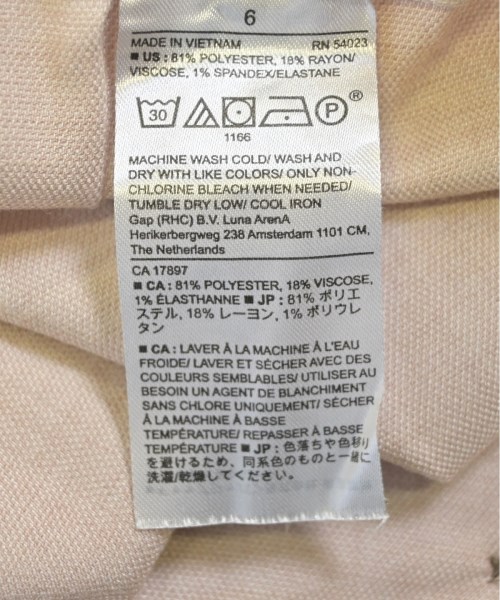 6
MADE IN VIETNAM RN 54023
■ US : 81% POLYESTER, 18% RAYON/
VISCOSE, 1% SPANDEX/ELASTANE
30 P ®
1166
MACHINE WASH COLD/ WASH AND
DRY WITH LIKE COLORS/ ONLY NON-
CHLORINE BLEACH WHEN NEEDED/
TUMBLE DRY LOW/ COOL IRON
Gap (RHC) B.V. Luna ArenA
Herikerbergweg 238 Amsterdam 1101 CM,
The Netherlands
CA 17897
■ CA : 81% POLYESTER, 18% VISCOSE,
1% ÉLASTHANNE ■ JP : 81% ポリエ
ステル, 18% レーヨン, 1% ポリウレ
タン
■ CA : LAVER À LA MACHINE À L'EAU
FROIDE/ LAVER ET SÉCHER AVEC DES
COULEURS SEMBLABLES/ UTILISER AU
BESOIN UN AGENT DE BLANCHIMENT
SANS CHLORE UNIQUEMENT/ SÉCHER
À LA MACHINE À BASSE
TEMPÉRATURE/ REPASSER À BASSE
TEMPÉRATURE ■ JP : 色落ちや色移り
を避けるため、同系色のものと一緒に
洗濯/乾燥してください。